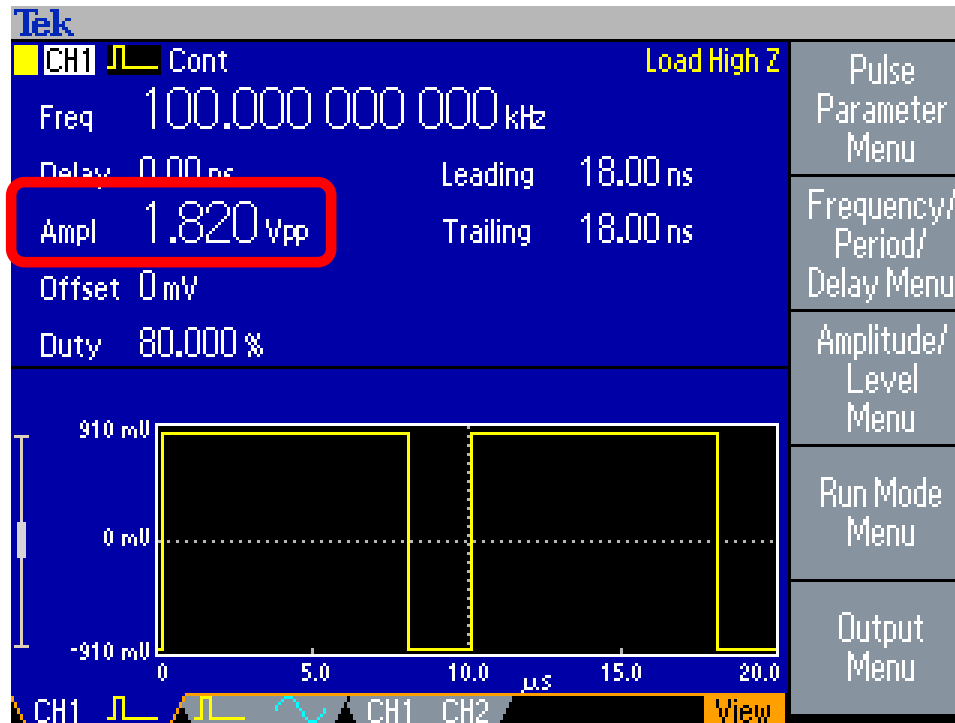 Tek
CH1 Cont Load High Z
Freq 100.000 000 000 kHz
Delay 0.00 ns Leading 18.00 ns
Ampl 1.820 Vpp Trailing 18.00 ns
Offset 0 mV
Duty 80.000 %
910 mV
0 mV
-910 mV
0 5.0 10.0 µs 15.0 20.0
CH1 CH1 CH2 View
Pulse
Parameter
Menu
Frequency/
Period/
Delay Menu
Amplitude/
Level
Menu
Run Mode
Menu
Output
Menu